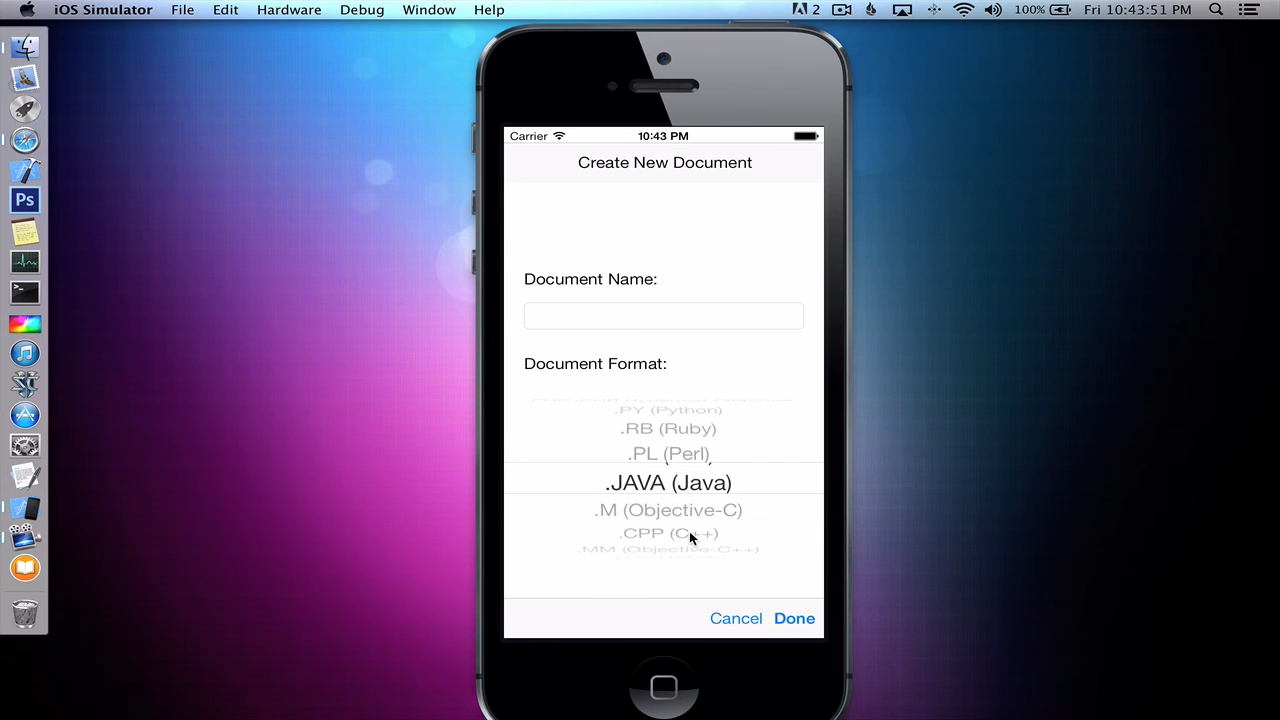 iOS Simulator File Edit Hardware Debug Window Help 2 100% Fri 10:43:51 PM
Carrier 10:43 PM
Create New Document
Document Name:
Document Format:
.PY (Python)
.RB (Ruby)
.PL (Perl)
.JAVA (Java)
.M (Objective-C)
.CPP (C++)
.MM (Objective-C++)
Cancel Done
Ps